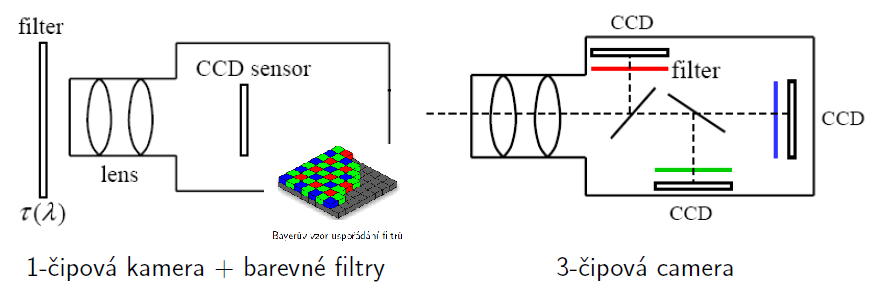 filter
CCD sensor
lens
τ(λ)
Bayerův vzor uspořádání filtrů
1-čipová kamera + barevné filtry
CCD
filter
CCD
CCD
3-čipová camera